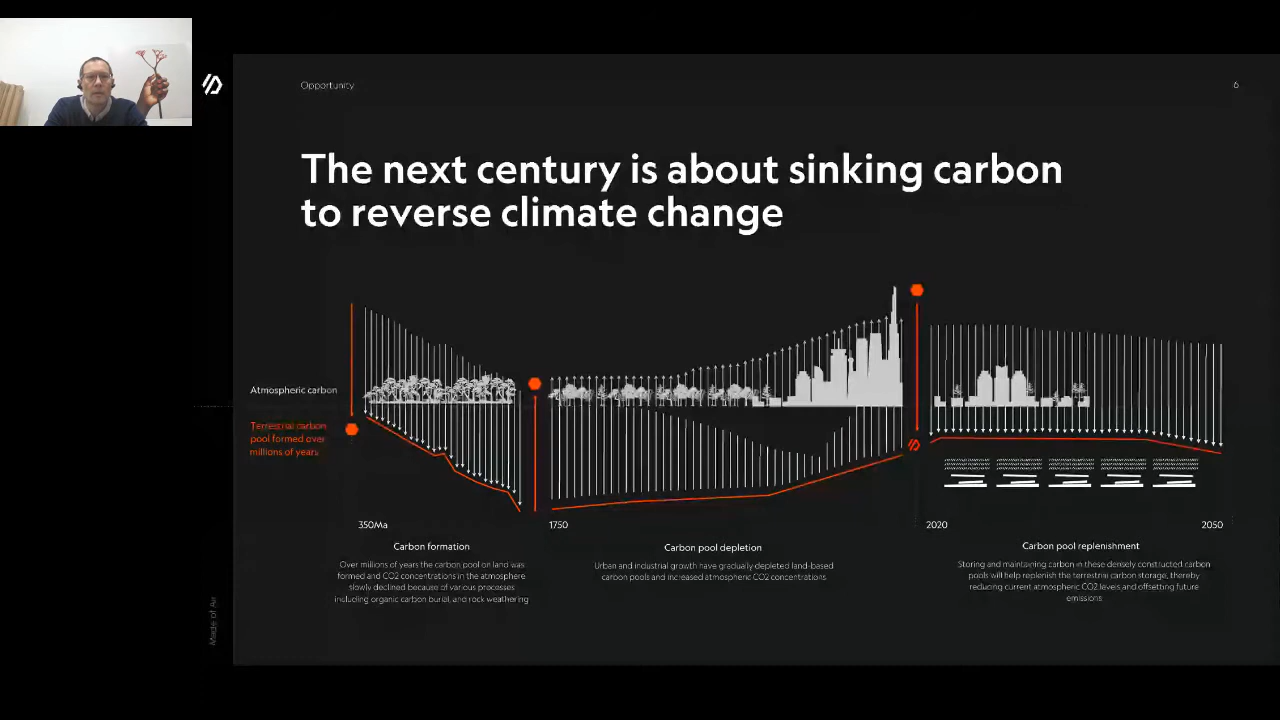 Opportunity
6
The next century is about sinking carbon
to reverse climate change
Atmospheric carbon
Terrestrial carbon
pool formed over
millions of years
350Ma
1750
2020
2050
Carbon formation
Over millions of years the carbon pool on land was
formed and CO2 concentrations in the atmosphere
slowly declined because of various processes
including organic carbon burial, and rock weathering
Carbon pool depletion
Urban and industrial growth have gradually depleted land-based
carbon pools and increased atmospheric CO2 concentrations
Carbon pool replenishment
Storing and maintaining carbon in these densely constructed carbon
pools will help replenish the terrestrial carbon storage, thereby
reducing current atmospheric CO2 levels and offsetting future
emissions
Made of Air